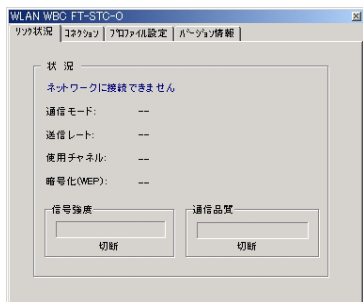 WLAN WBC FT-STC-O
リンク状況 コネクション プロファイル設定 バージョン情報
状 況
ネットワークに接続できません
通信モード: --
送信レート: --
使用チャネル: --
暗号化(WEP): --
信号強度 通信品質
切断 切断